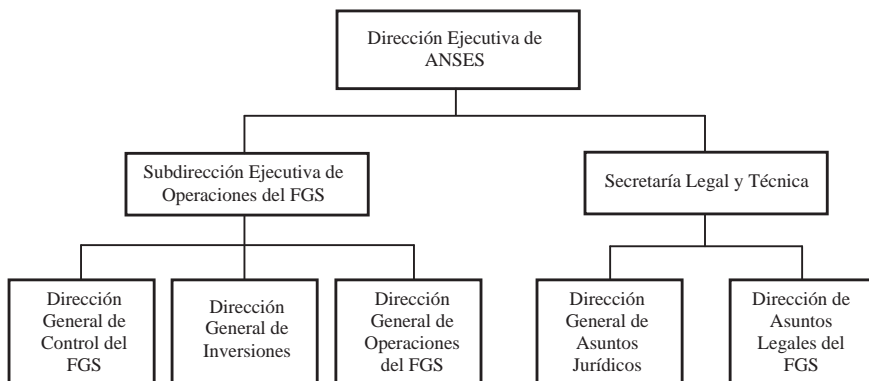 Dirección Ejecutiva de
ANSES
Subdirección Ejecutiva de
Operaciones del FGS
Secretaría Legal y Técnica
Dirección
General de
Control del
FGS
Dirección
General de
Inversiones
Dirección
General de
Operaciones
del FGS
Dirección
General de
Asuntos
Jurídicos
Dirección de
Asuntos
Legales del
FGS